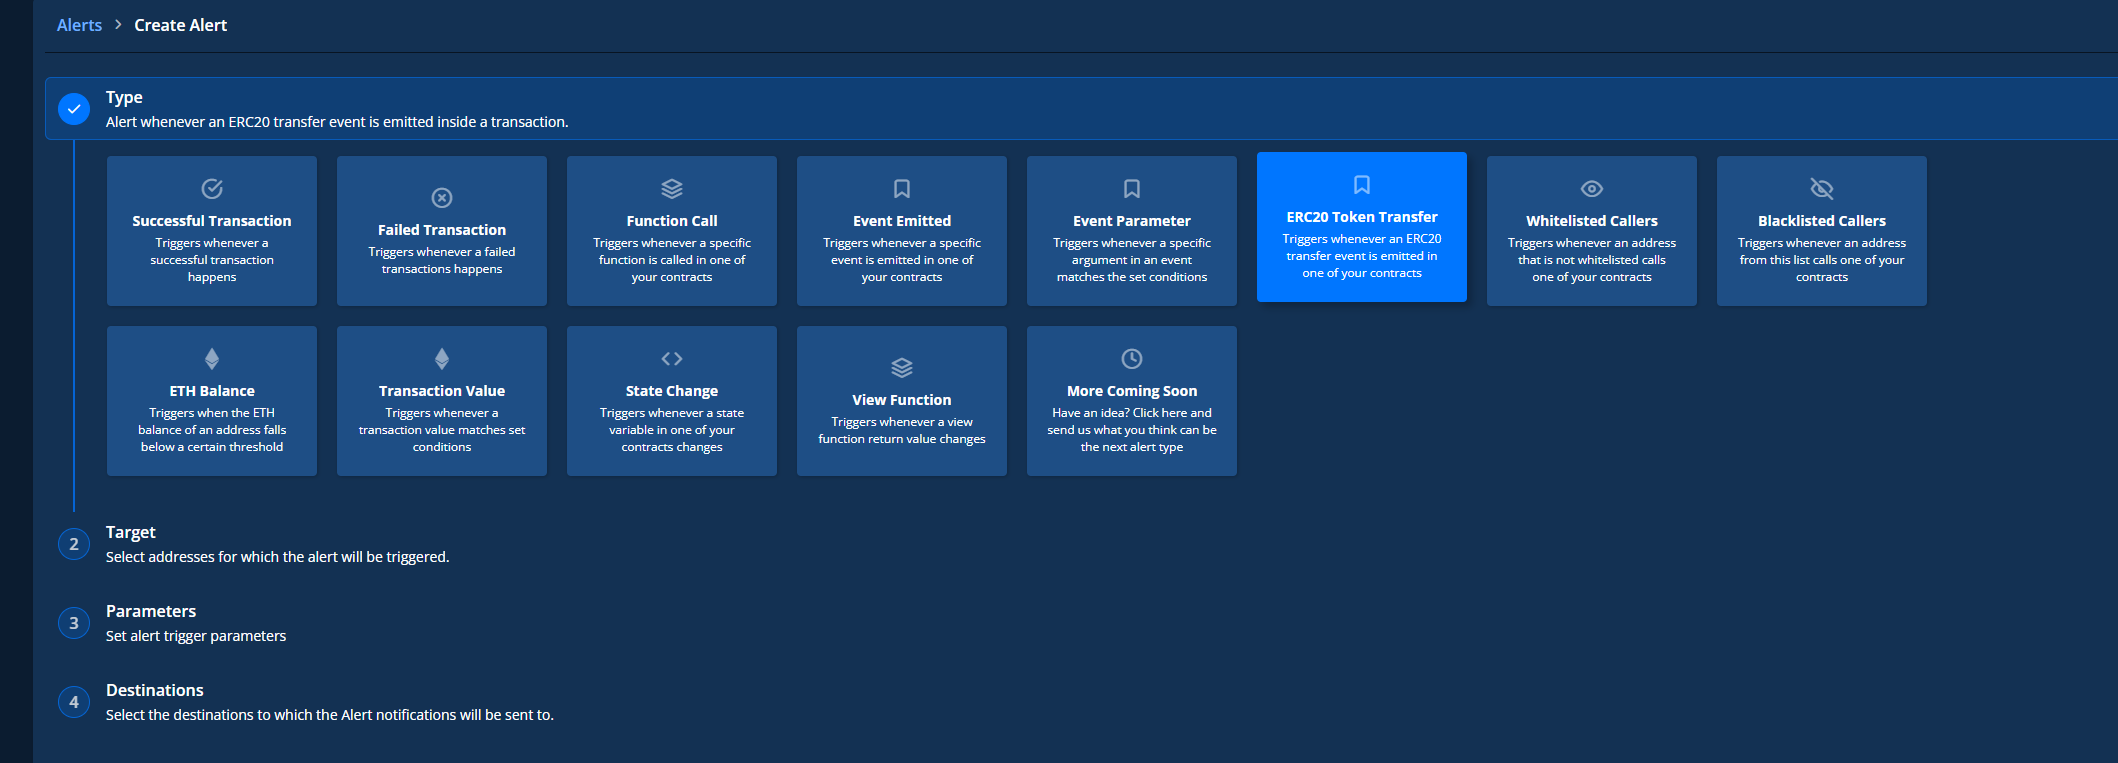 Alerts > Create Alert
Type
Alert whenever an ERC20 transfer event is emitted inside a transaction.
Successful Transaction
Triggers whenever a
successful transaction
happens
Failed Transaction
Triggers whenever a failed
transactions happens
Function Call
Triggers whenever a specific
function is called in one of
your contracts
Event Emitted
Triggers whenever a specific
event is emitted in one of
your contracts
Event Parameter
Triggers whenever a specific
argument in an event
matches the set conditions
ERC20 Token Transfer
Triggers whenever an ERC20
transfer event is emitted in
one of your contracts
Whitelisted Callers
Triggers whenever an address
that is not whitelisted calls
one of your contracts
Blacklisted Callers
Triggers whenever an address
from this list calls one of your
contracts
ETH Balance
Triggers when the ETH
balance of an address falls
below a certain threshold
Transaction Value
Triggers whenever a
transaction value matches set
conditions
State Change
Triggers whenever a state
variable in one of your
contracts changes
View Function
Triggers whenever a view
function return value changes
More Coming Soon
Have an idea? Click here and
send us what you think can be
the next alert type
2
Target
Select addresses for which the alert will be triggered.
3
Parameters
Set alert trigger parameters
4
Destinations
Select the destinations to which the Alert notifications will be sent to.